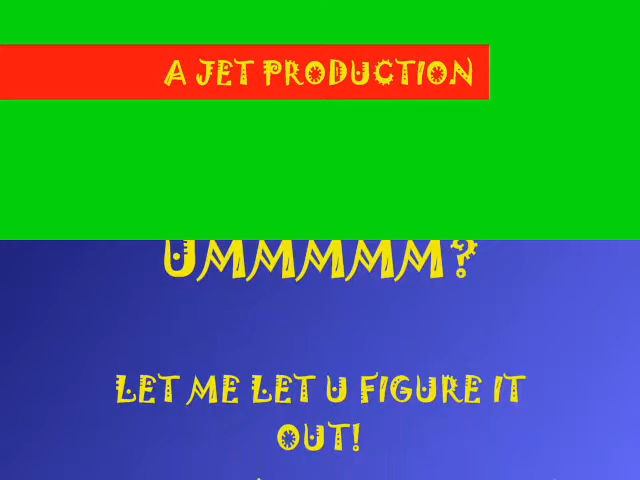 A JET PRODUCTION
UMMMMM?
LET ME LET U FIGURE IT
OUT!